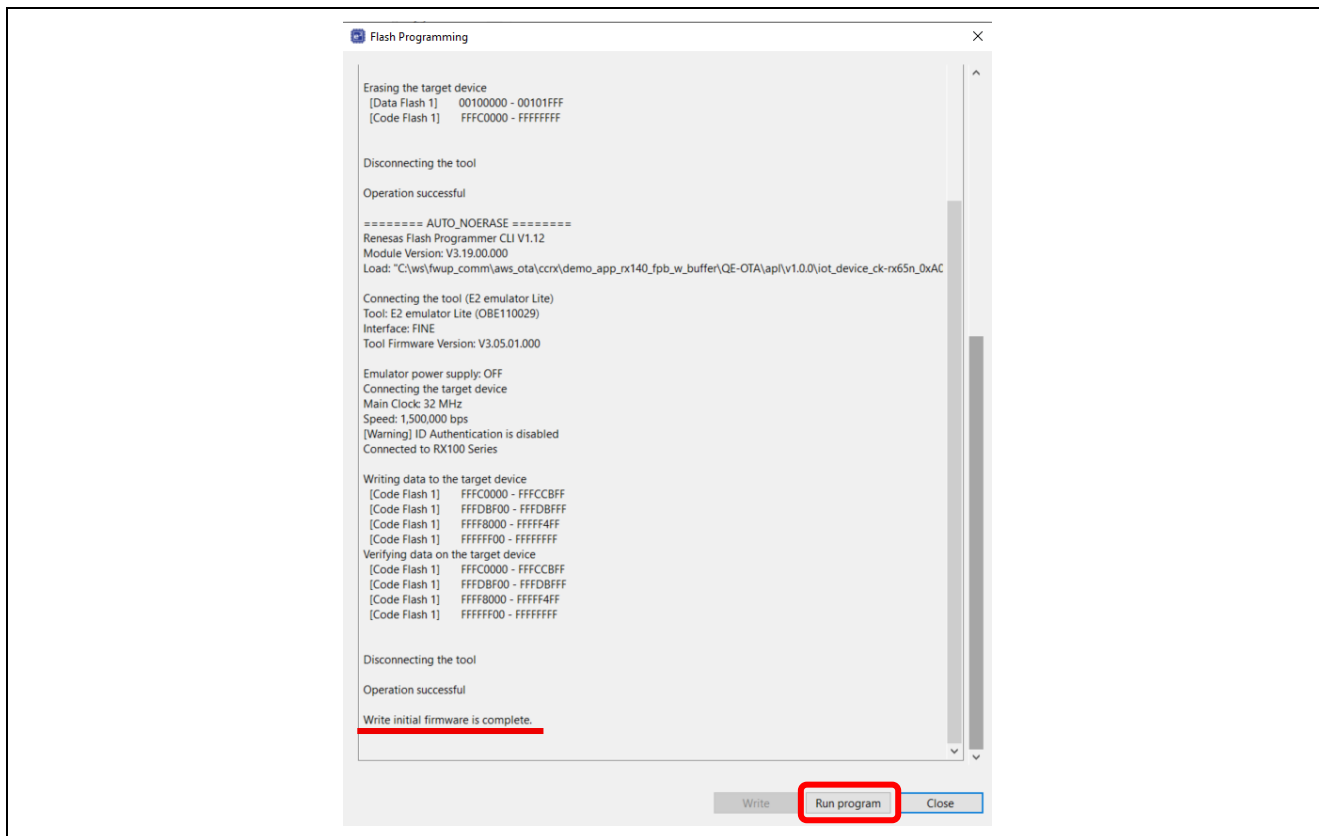 Flash Programming
Erasing the target device
[Data Flash 1] 00100000 - 00101FFF
[Code Flash 1] FFFC0000 - FFFFFFFF
Disconnecting the tool
Operation successful
======== AUTO_NOERASE ========
Renesas Flash Programmer CLI V1.12
Module Version: V3.19.00.000
Load: "C:\ws\fwup_comm\aws_ota\ccrx\demo_app_rx140_fpb_w_buffer\QE-OTA\apl\v1.0.0\iot_device_ck-rx65n_0xAC
Connecting the tool (E2 emulator Lite)
Tool: E2 emulator Lite (OBE110029)
Interface: FINE
Tool Firmware Version: V3.05.01.000
Emulator power supply: OFF
Connecting the target device
Main Clock: 32 MHz
Speed: 1,500,000 bps
[Warning] ID Authentication is disabled
Connected to RX100 Series
Writing data to the target device
[Code Flash 1] FFFC0000 - FFFCCBFF
[Code Flash 1] FFFDBF00 - FFFDBFFF
[Code Flash 1] FFFF8000 - FFFFF4FF
[Code Flash 1] FFFFFF00 - FFFFFFFF
Verifying data on the target device
[Code Flash 1] FFFC0000 - FFFCCBFF
[Code Flash 1] FFFDBF00 - FFFDBFFF
[Code Flash 1] FFFF8000 - FFFFF4FF
[Code Flash 1] FFFFFF00 - FFFFFFFF
Disconnecting the tool
Operation successful
Write initial firmware is complete.
Write Run program Close